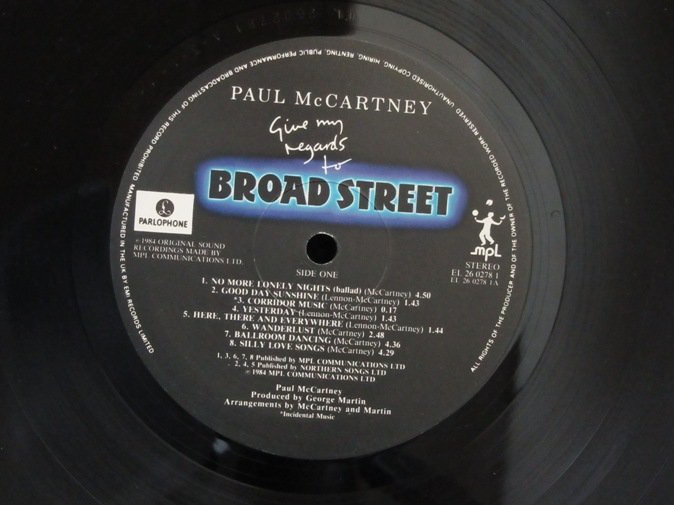 UNAUTHORISED COPYING, HIRING, RENTING, PUBLIC PERFORMANCE AND BROADCASTING OF THIS RECORD PROHIBITED MANUFACTURED IN THE UK BY EMI RECORDS LIMITED
ALL RIGHTS OF THE PRODUCER AND OF THE OWNER OF THE RECORDED WORK RESERVED
PAUL McCARTNEY
Give my
regards
to
BROAD STREET
PARLOPHONE
mpL
℗ 1984 ORIGINAL SOUND
RECORDINGS MADE BY
MPL COMMUNICATIONS LTD.
STEREO
EL 26 0278 1
EL 26 0278 1A
SIDE ONE
1. NO MORE LONELY NIGHTS (ballad) (McCartney) 4.50
2. GOOD DAY SUNSHINE (Lennon-McCartney) 1.43
*3. CORRIDOR MUSIC (McCartney) 0.17
4. YESTERDAY (Lennon-McCartney) 1.43
5. HERE, THERE AND EVERYWHERE (Lennon-McCartney) 1.44
6. WANDERLUST (McCartney) 2.48
7. BALLROOM DANCING (McCartney) 4.36
8. SILLY LOVE SONGS (McCartney) 4.29
1, 3, 6, 7, 8 Published by MPL COMMUNICATIONS LTD
2, 4, 5 Published by NORTHERN SONGS LTD
℗ 1984 MPL COMMUNICATIONS LTD
Paul McCartney
Produced by George Martin
Arrangements by McCartney and Martin
*Incidental Music